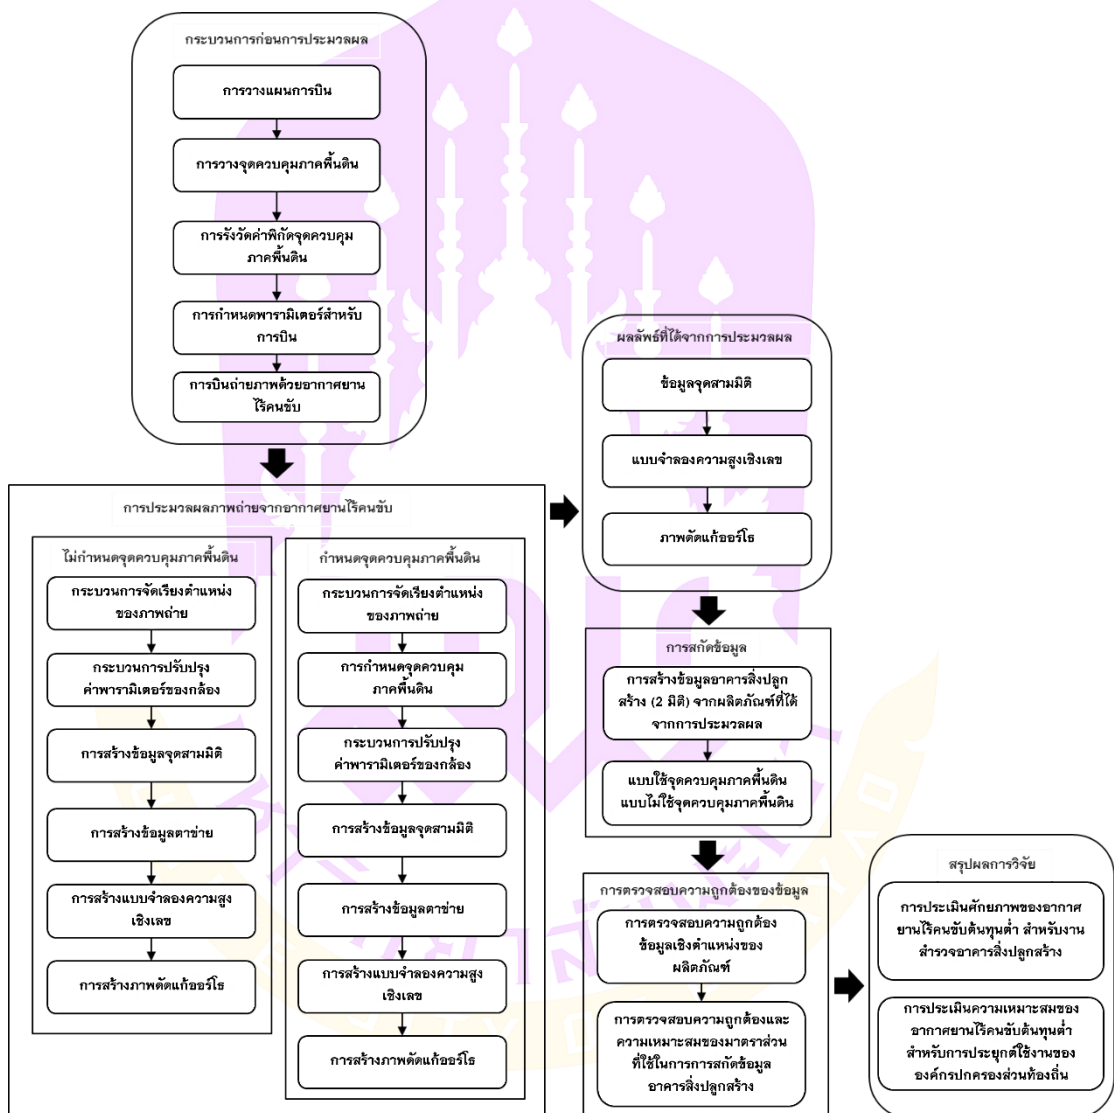 กระบวนการก่อนการประมวลผล
การวางแผนการบิน
การวางจุดควบคุมภาคพื้นดิน
การรังวัดค่าพิกัดจุดควบคุม
ภาคพื้นดิน
การกำหนดพารามิเตอร์สำหรับ
การบิน
การบินถ่ายภาพด้วยอากาศยาน
ไร้คนขับ
การประมวลผลภาพถ่ายจากอากาศยานไร้คนขับ
ไม่กำหนดจุดควบคุมภาคพื้นดิน
กระบวนการจัดเรียงตำแหน่ง
ของภาพถ่าย
กระบวนการปรับปรุง
ค่าพารามิเตอร์ของกล้อง
การสร้างข้อมูลจุดสามมิติ
การสร้างข้อมูลตาข่าย
การสร้างแบบจำลองความสูง
เชิงเลข
การสร้างภาพดัดแก้ออร์โธ
กำหนดจุดควบคุมภาคพื้นดิน
กระบวนการจัดเรียงตำแหน่ง
ของภาพถ่าย
การกำหนดจุดควบคุม
ภาคพื้นดิน
กระบวนการปรับปรุง
ค่าพารามิเตอร์ของกล้อง
การสร้างข้อมูลจุดสามมิติ
การสร้างข้อมูลตาข่าย
การสร้างแบบจำลองความสูง
เชิงเลข
การสร้างภาพดัดแก้ออร์โธ
ผลลัพธ์ที่ได้จากการประมวลผล
ข้อมูลจุดสามมิติ
แบบจำลองความสูงเชิงเลข
ภาพดัดแก้ออร์โธ
การสกัดข้อมูล
การสร้างข้อมูลอาคารสิ่งปลูก
สร้าง (2 มิติ) จากผลิตภัณฑ์ที่ได้
จากการประมวลผล
แบบใช้จุดควบคุมภาคพื้นดิน
แบบไม่ใช้จุดควบคุมภาคพื้นดิน
การตรวจสอบความถูกต้องของข้อมูล
การตรวจสอบความถูกต้อง
ข้อมูลเชิงตำแหน่งของ
ผลิตภัณฑ์
การตรวจสอบความถูกต้องและ
ความเหมาะสมของมาตราส่วน
ที่ใช้ในการการสกัดข้อมูล
อาคารสิ่งปลูกสร้าง
สรุปผลการวิจัย
การประเมินศักยภาพของอากาศ
ยานไร้คนขับต้นทุนต่ำ สำหรับงาน
สำรวจอาคารสิ่งปลูกสร้าง
การประเมินความเหมาะสมของ
อากาศยานไร้คนขับต้นทุนต่ำ
สำหรับการประยุกต์ใช้งานของ
องค์กรปกครองส่วนท้องถิ่น